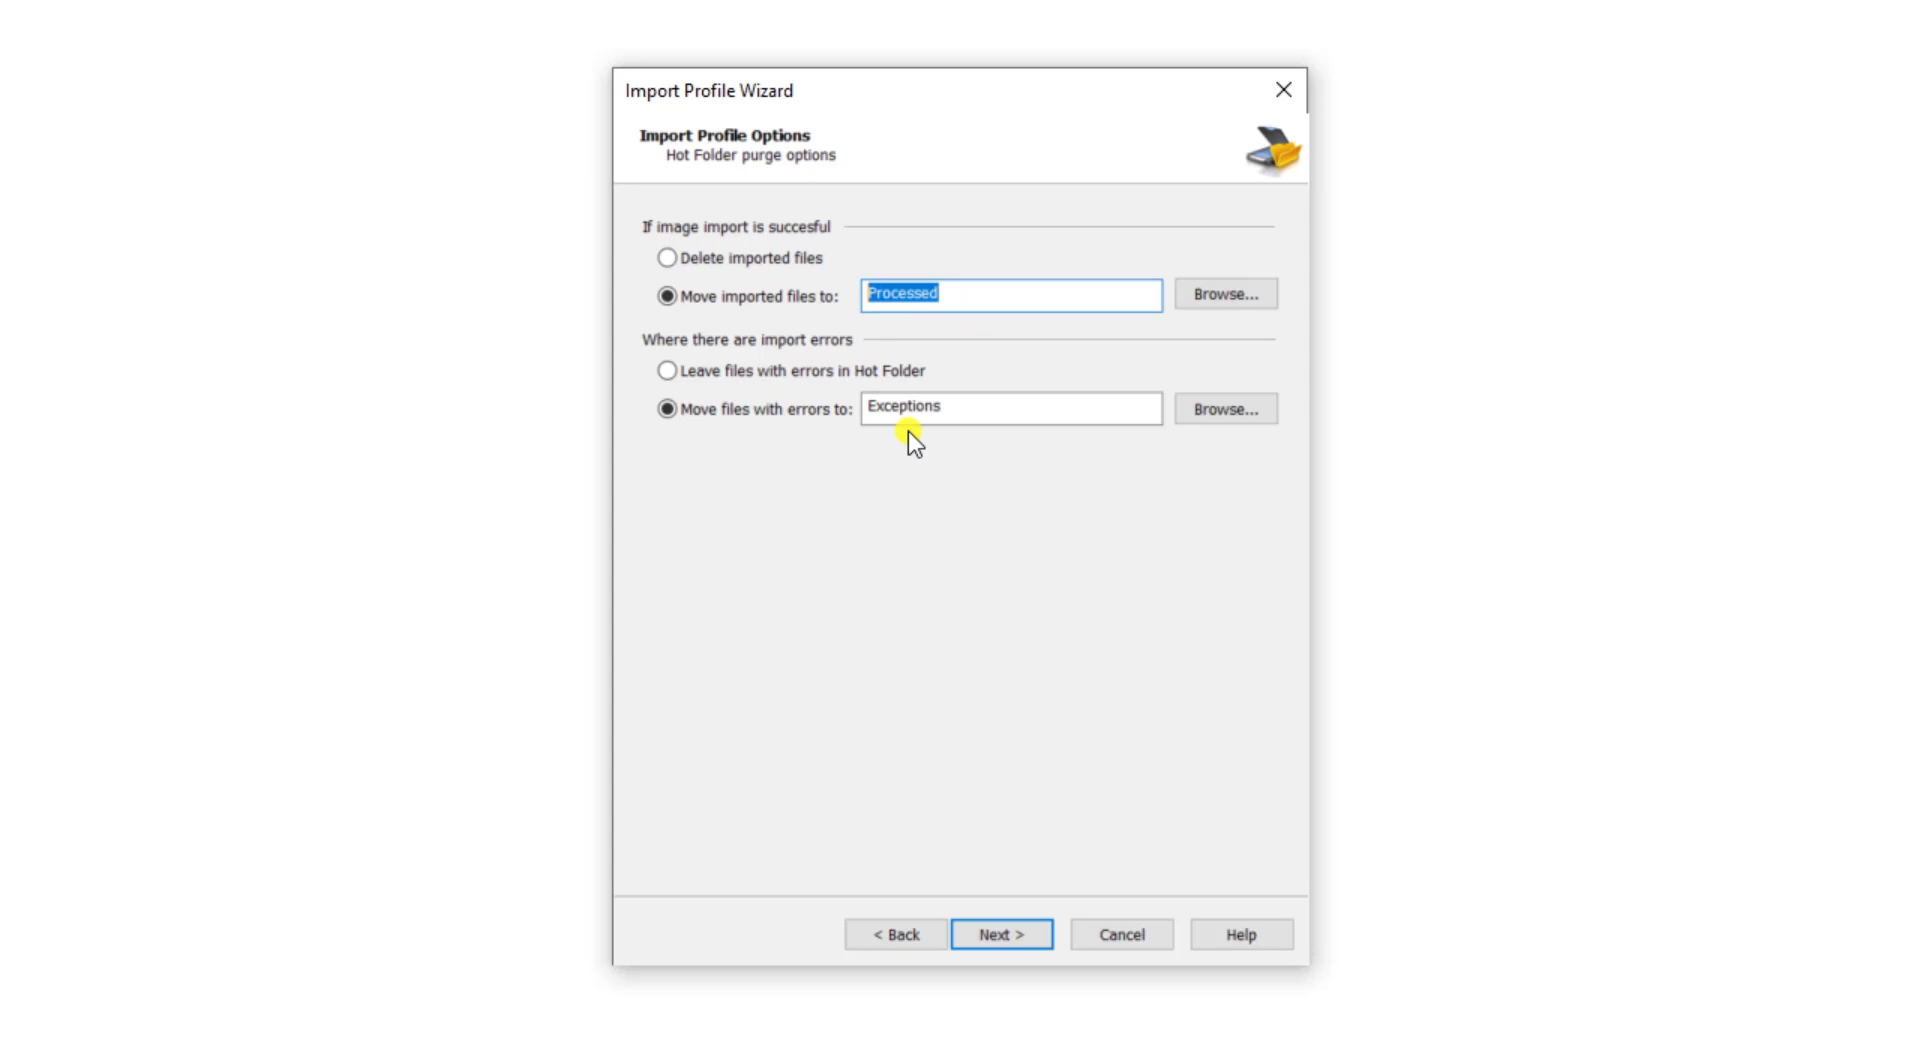 Import Profile Wizard
Import Profile Options
Hot Folder purge options
If image import is succesful
Delete imported files
Move imported files to: Processed Browse...
Where there are import errors
Leave files with errors in Hot Folder
Move files with errors to: Exceptions Browse...
< Back Next > Cancel Help